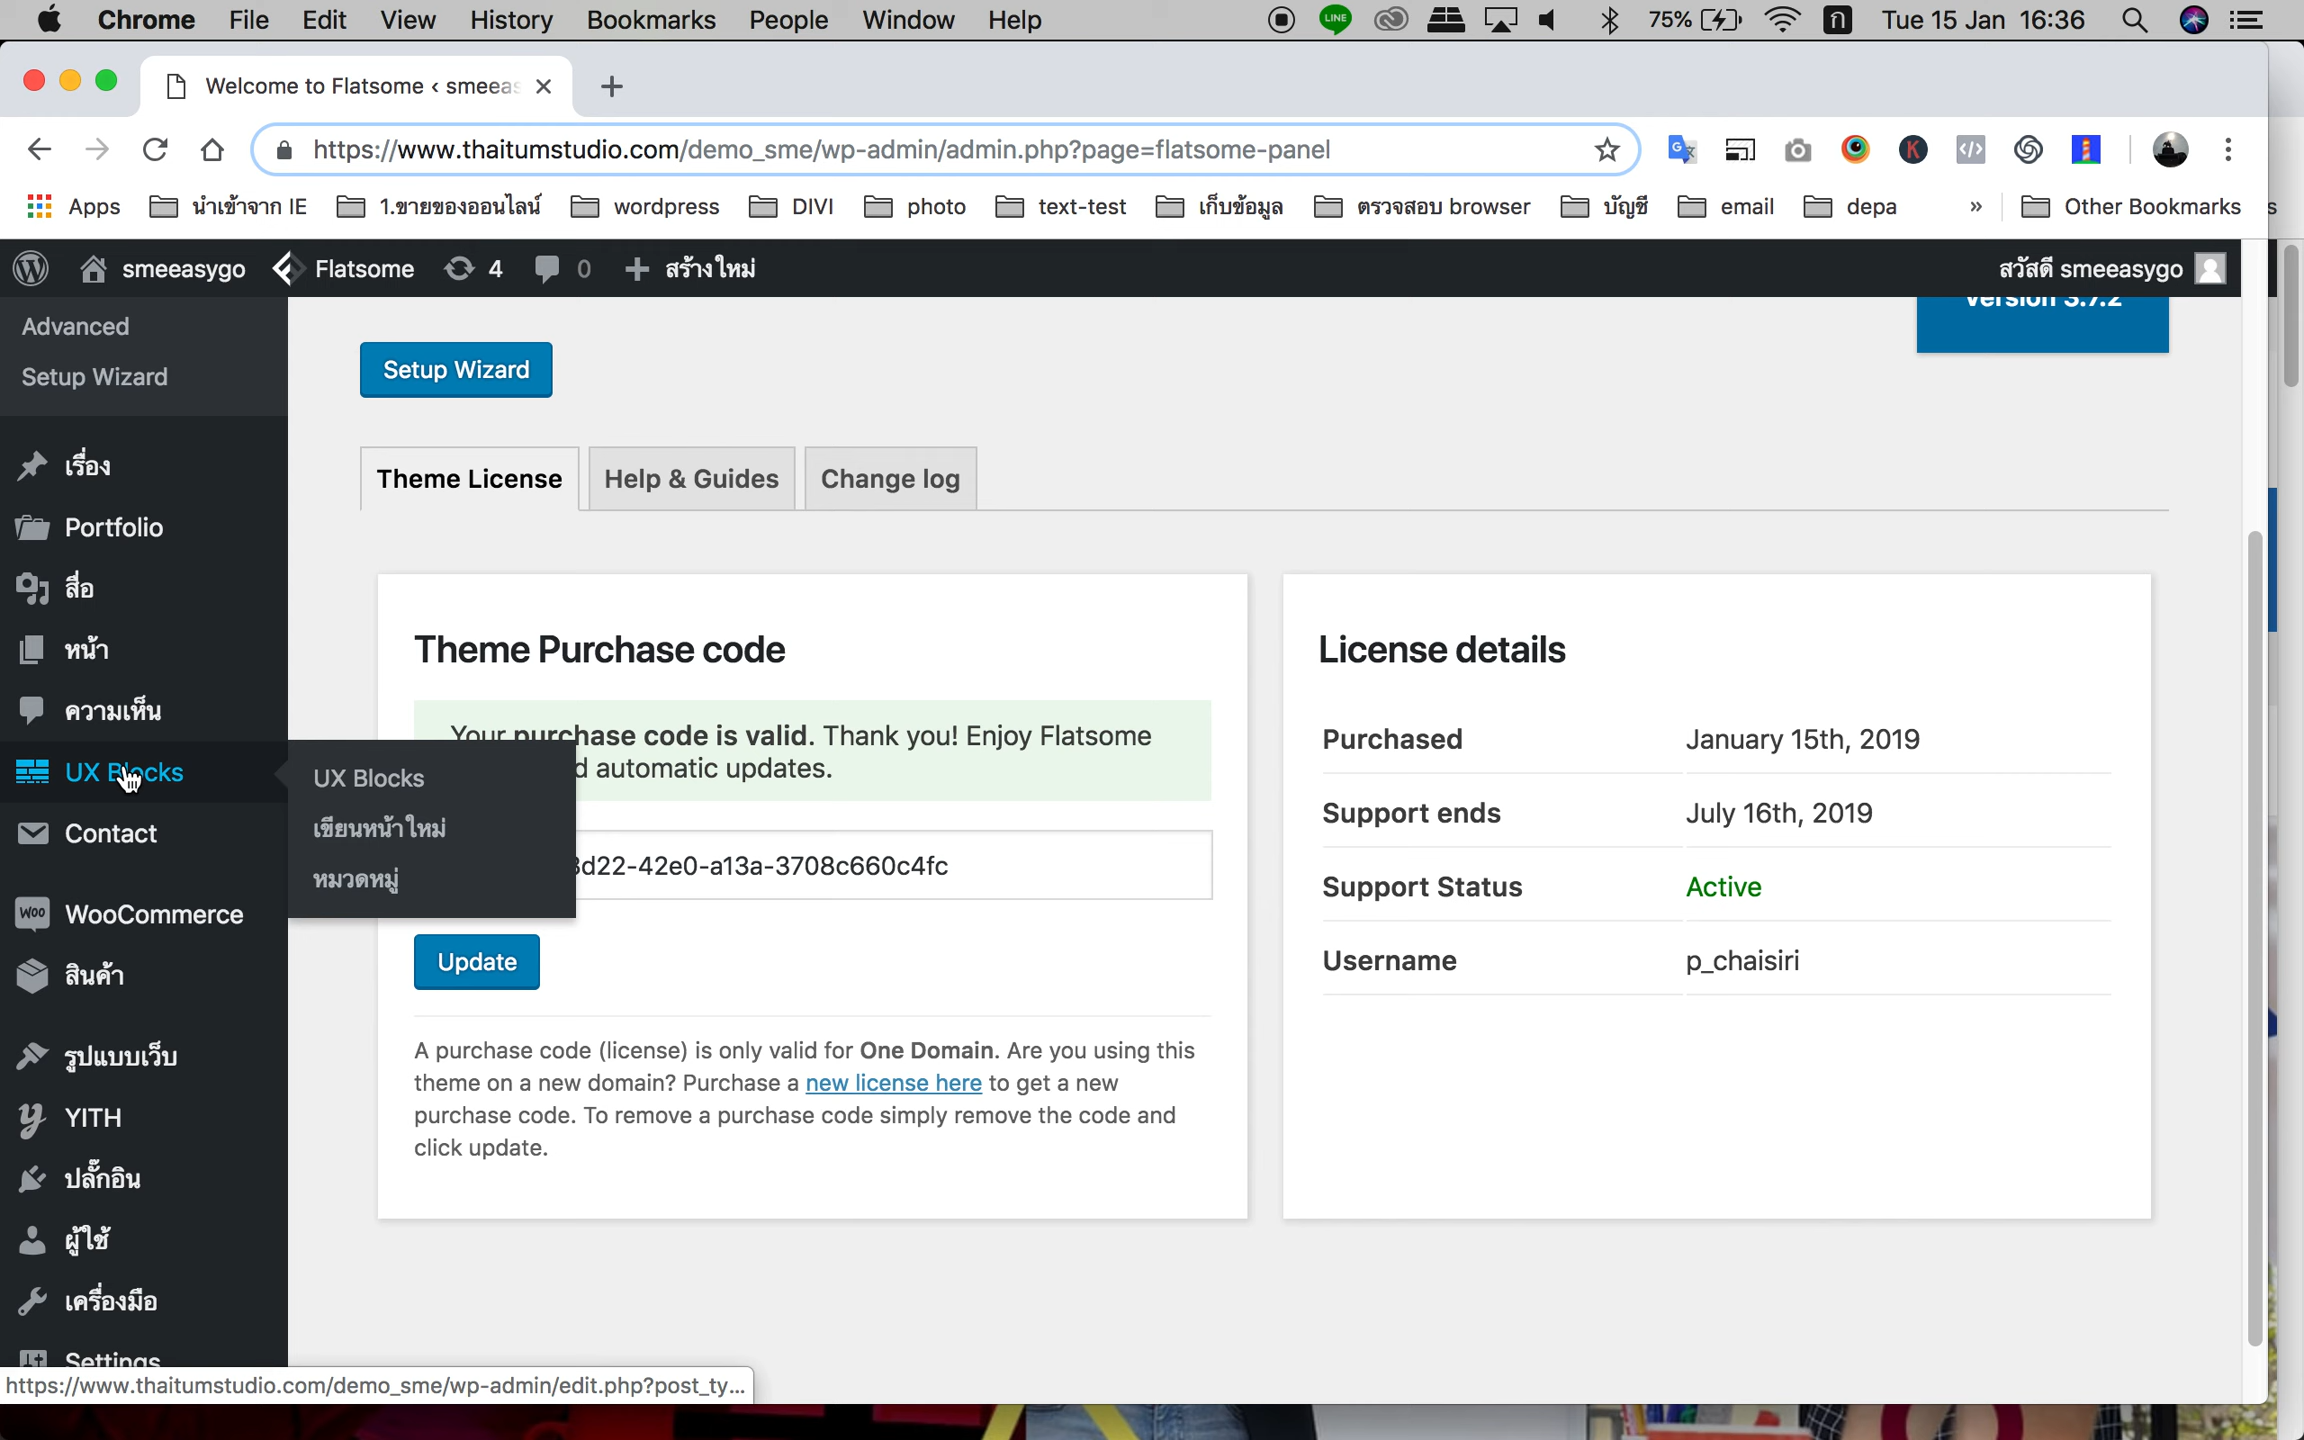 Chrome File Edit View History Bookmarks People Window Help LINE 75% ก Tue 15 Jan 16:36
Welcome to Flatsome ‹ smeeas
https://www.thaitumstudio.com/demo_sme/wp-admin/admin.php?page=flatsome-panel
Apps นำเข้าจาก IE 1.ขายของออนไลน์ wordpress DIVI photo text-test เก็บข้อมูล ตรวจสอบ browser บัญชี email depa » Other Bookmarks
smeeasygo Flatsome 4 0 สร้างใหม่ สวัสดี smeeasygo
Version 3.7.2
Advanced
Setup Wizard
Setup Wizard
เรื่อง
Portfolio
สื่อ
หน้า
ความเห็น
UX Blocks
Contact
WooCommerce
สินค้า
รูปแบบเว็บ
YITH
ปลั๊กอิน
ผู้ใช้
เครื่องมือ
Settings
UX Blocks
เขียนหน้าใหม่
หมวดหมู่
Theme License Help & Guides Change log
Theme Purchase code
Your purchase code is valid. Thank you! Enjoy Flatsome
d automatic updates.
3d22-42e0-a13a-3708c660c4fc
Update
A purchase code (license) is only valid for One Domain. Are you using this
theme on a new domain? Purchase a new license here to get a new
purchase code. To remove a purchase code simply remove the code and
click update.
License details
Purchased January 15th, 2019
Support ends July 16th, 2019
Support Status Active
Username p_chaisiri
https://www.thaitumstudio.com/demo_sme/wp-admin/edit.php?post_ty...